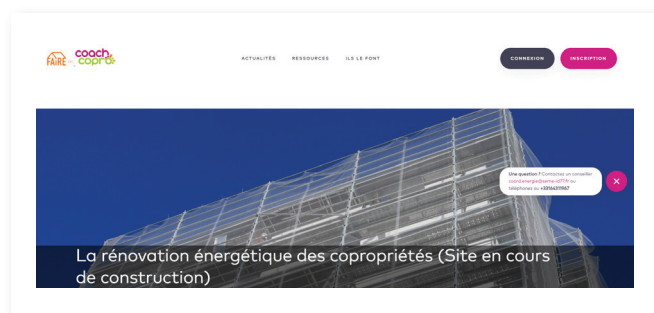 FAIRE
coach
copro
ACTUALITÉS RESSOURCES ILS LE FONT
CONNEXION INSCRIPTION
Une question ? Contactez un conseiller
ou
téléphonez au
La rénovation énergétique des copropriétés (Site en cours
de construction)